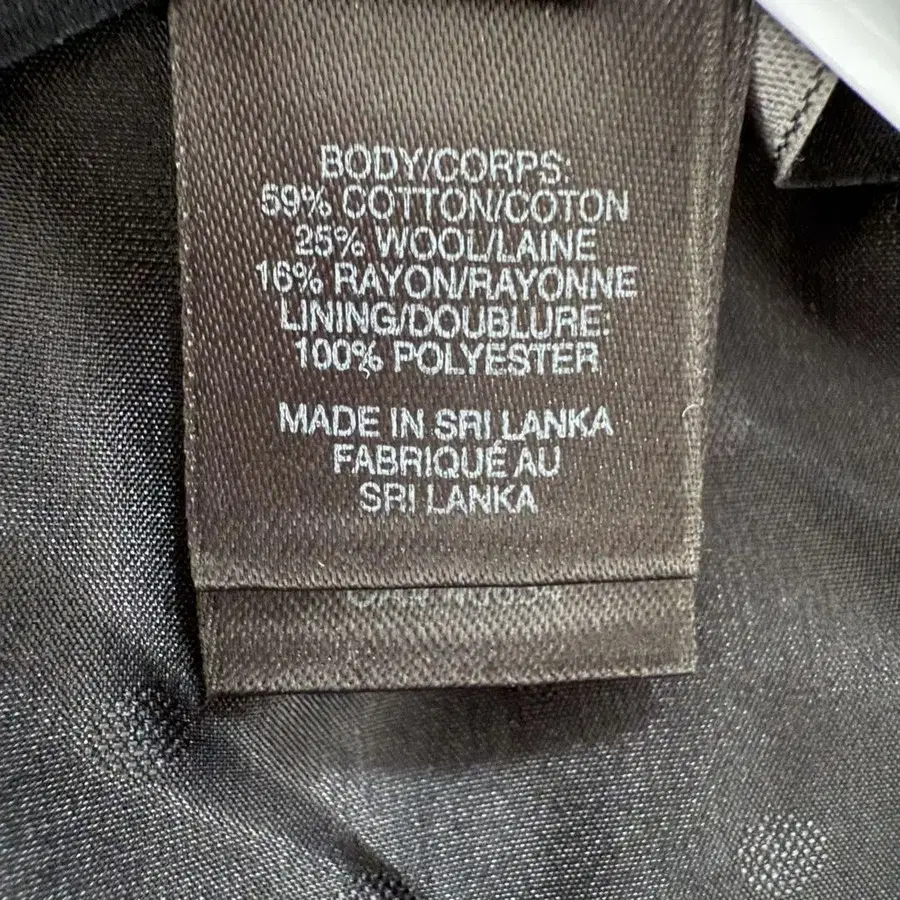 BODY/CORPS:
59% COTTON/COTON
25% WOOL/LAINE
16% RAYON/RAYONNE
LINING/DOUBLURE:
100% POLYESTER
MADE IN SRI LANKA
FABRIQUÉ AU
SRI LANKA